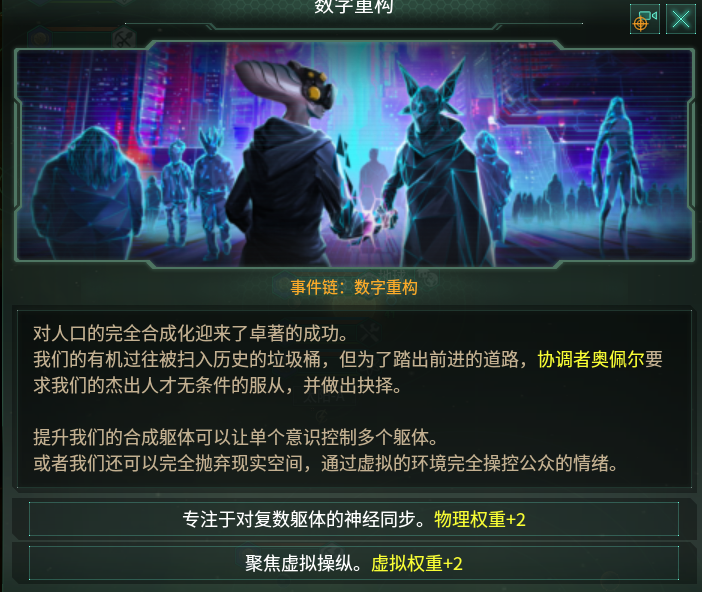 数字重构
事件链：数字重构
对人口的完全合成化迎来了卓著的成功。
我们的有机过往被扫入历史的垃圾桶，但为了踏出前进的道路，协调者奥佩尔要
求我们的杰出人才无条件的服从，并做出抉择。
提升我们的合成躯体可以让单个意识控制多个躯体。
或者我们还可以完全抛弃现实空间，通过虚拟的环境完全操控公众的情绪。
专注于对复数躯体的神经同步。物理权重+2
聚焦虚拟操纵。虚拟权重+2